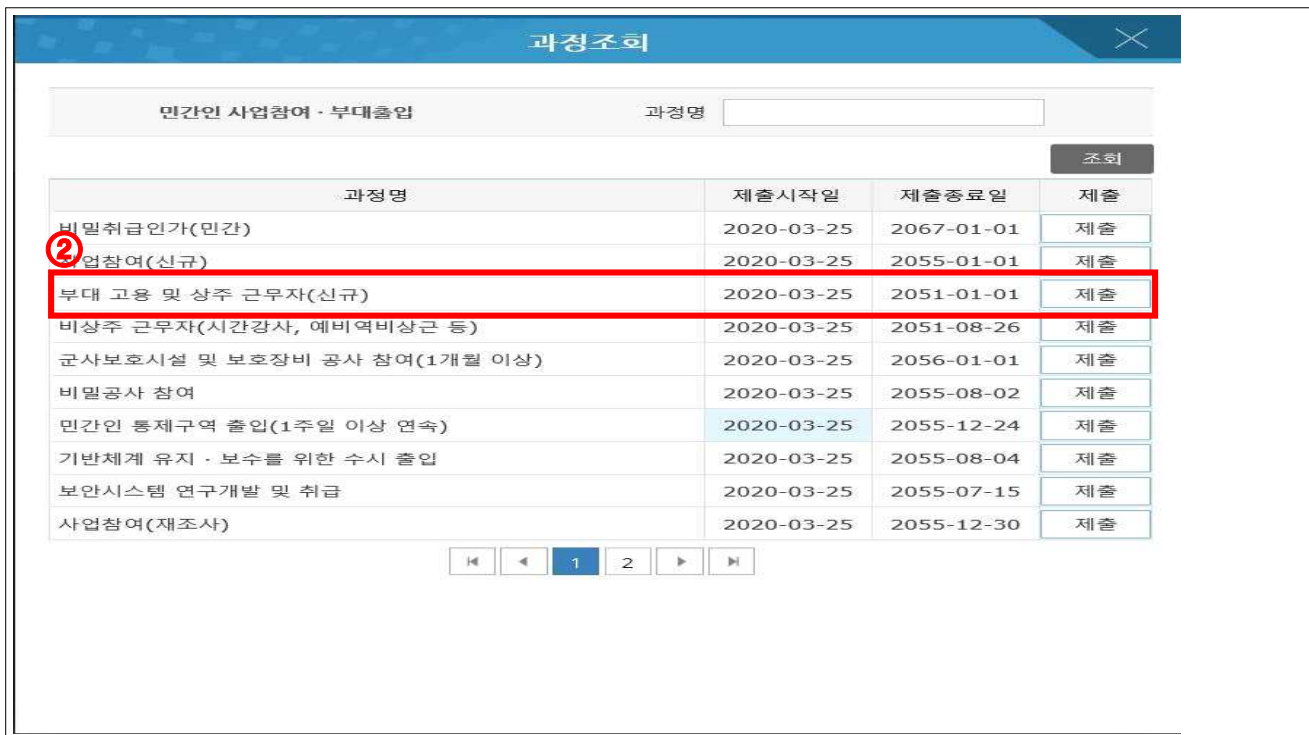 과정조회
민간인 사업참여 · 부대출입 과정명
조회
과정명 제출시작일 제출종료일 제출
비밀취급인가(민간) 2020-03-25 2067-01-01 제출
②
사업참여(신규) 2020-03-25 2055-01-01 제출
부대 고용 및 상주 근무자(신규) 2020-03-25 2051-01-01 제출
비상주 근무자(시간강사, 예비역비상근 등) 2020-03-25 2051-08-26 제출
군사보호시설 및 보호장비 공사 참여(1개월 이상) 2020-03-25 2056-01-01 제출
비밀공사 참여 2020-03-25 2055-08-02 제출
민간인 통제구역 출입(1주일 이상 연속) 2020-03-25 2055-12-24 제출
기반체계 유지 · 보수를 위한 수시 출입 2020-03-25 2055-08-04 제출
보안시스템 연구개발 및 취급 2020-03-25 2055-07-15 제출
사업참여(재조사) 2020-03-25 2055-12-30 제출
1 2